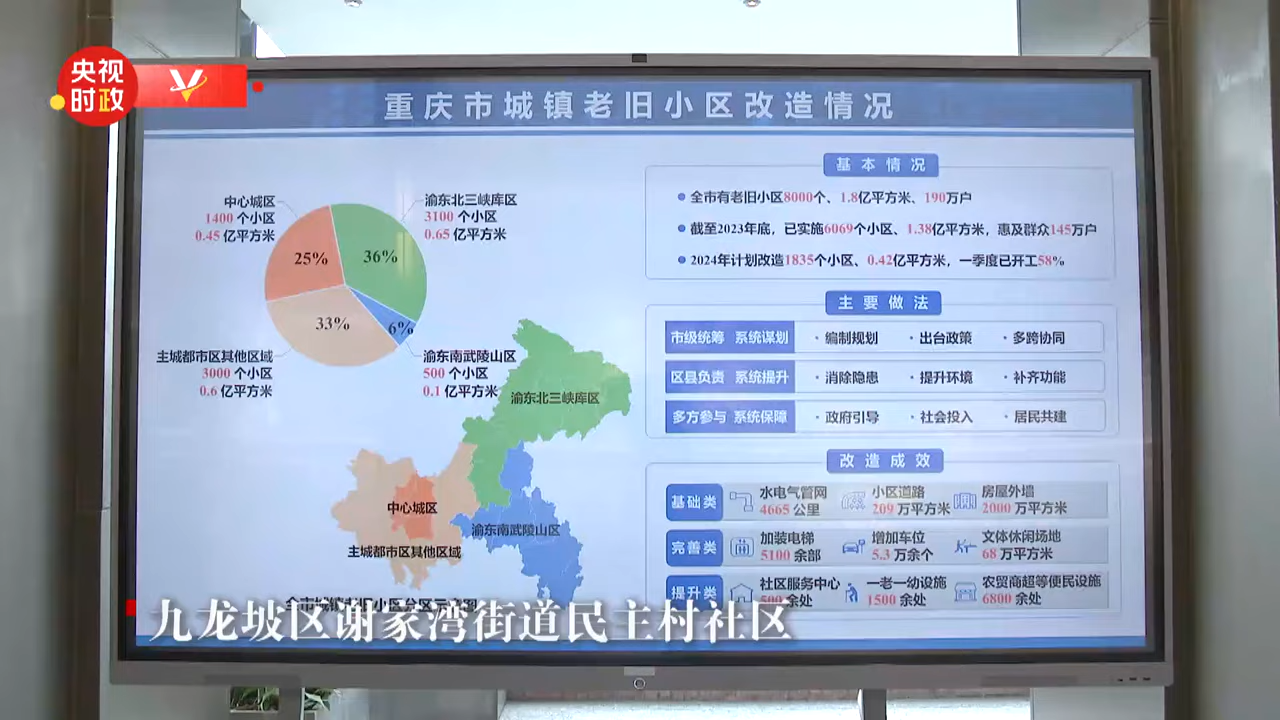 央视
时政
重庆市城镇老旧小区改造情况
中心城区
1400 个小区
0.45 亿平方米
渝东北三峡库区
3100 个小区
0.65 亿平方米
25%
36%
33%
6%
主城都市区其他区域
3000 个小区
0.6 亿平方米
渝东南武陵山区
500 个小区
0.1 亿平方米
渝东北三峡库区
中心城区
渝东南武陵山区
主城都市区其他区域
基本情况
全市有老旧小区8000个、1.8亿平方米、190万户
截至2023年底，已实施6069个小区、1.38亿平方米，惠及群众145万户
2024年计划改造1835个小区、0.42亿平方米，一季度已开工58%
主要做法
市级统筹 系统谋划 · 编制规划 · 出台政策 · 多跨协同
区县负责 系统提升 · 消除隐患 · 提升环境 · 补齐功能
多方参与 系统保障 · 政府引导 · 社会投入 · 居民共建
改造成效
基础类
水电气管网
4665 公里
小区道路
209 万平方米
房屋外墙
2000 万平方米
完善类
加装电梯
5100 余部
增加车位
5.3 万余个
文体休闲场地
68 万平方米
提升类
社区服务中心
500 余处
一老一幼设施
1500 余处
农贸商超等便民设施
6800 余处
九龙坡区谢家湾街道民主村社区